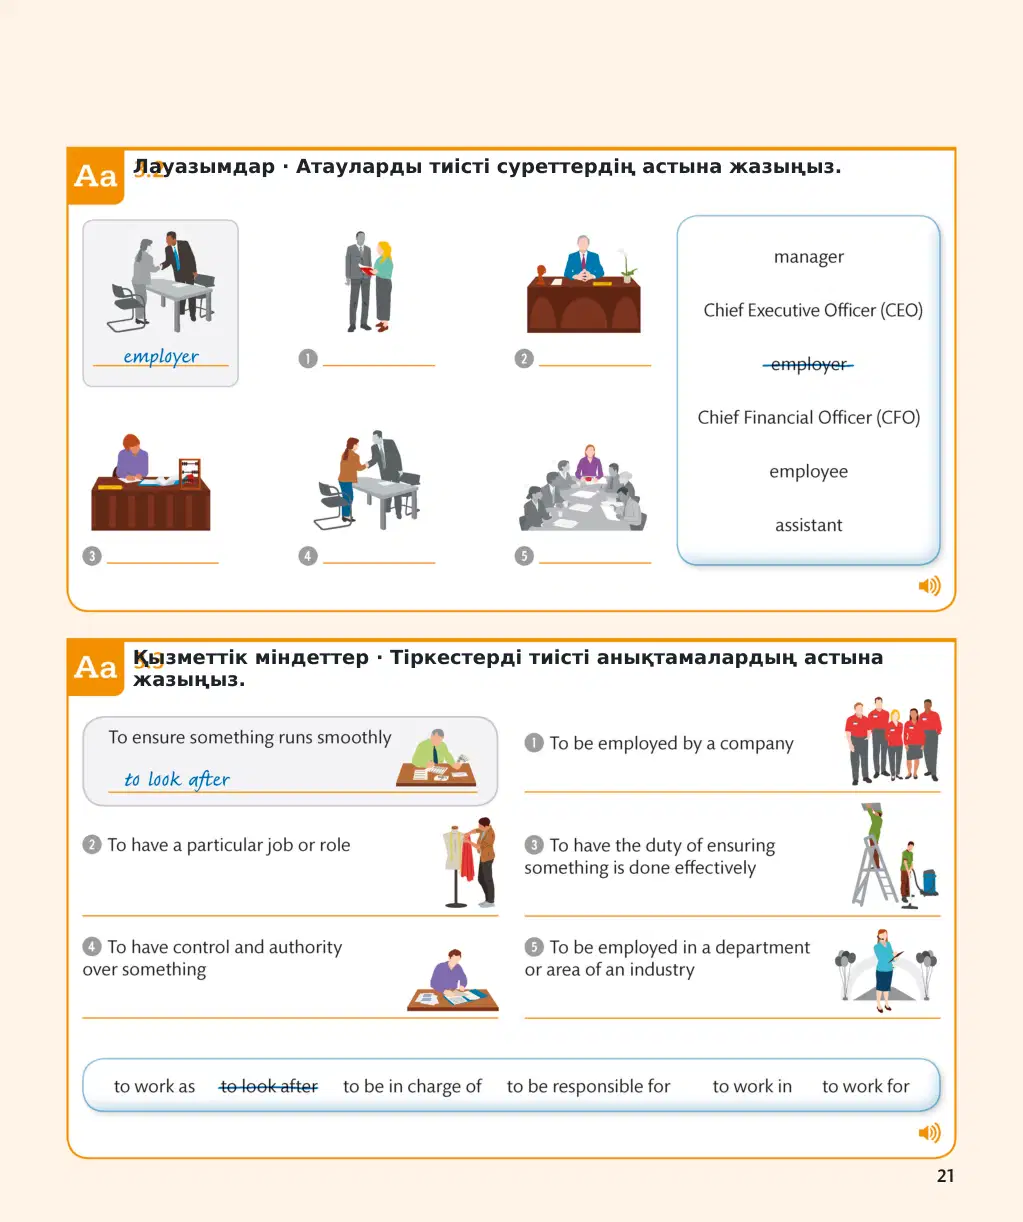 Aa
3.2
Лауазымдар · Атауларды тиісті суреттердің астына жазыңыз.
employer
1
2
3
4
5
manager
Chief Executive Officer (CEO)
employer
Chief Financial Officer (CFO)
employee
assistant
Aa
3.3
Қызметтік міндеттер · Тіркестерді тиісті анықтамалардың астына
жазыңыз.
To ensure something runs smoothly
to look after
1 To be employed by a company
2 To have a particular job or role
3 To have the duty of ensuring
something is done effectively
4 To have control and authority
over something
5 To be employed in a department
or area of an industry
to work as to look after to be in charge of to be responsible for to work in to work for
21